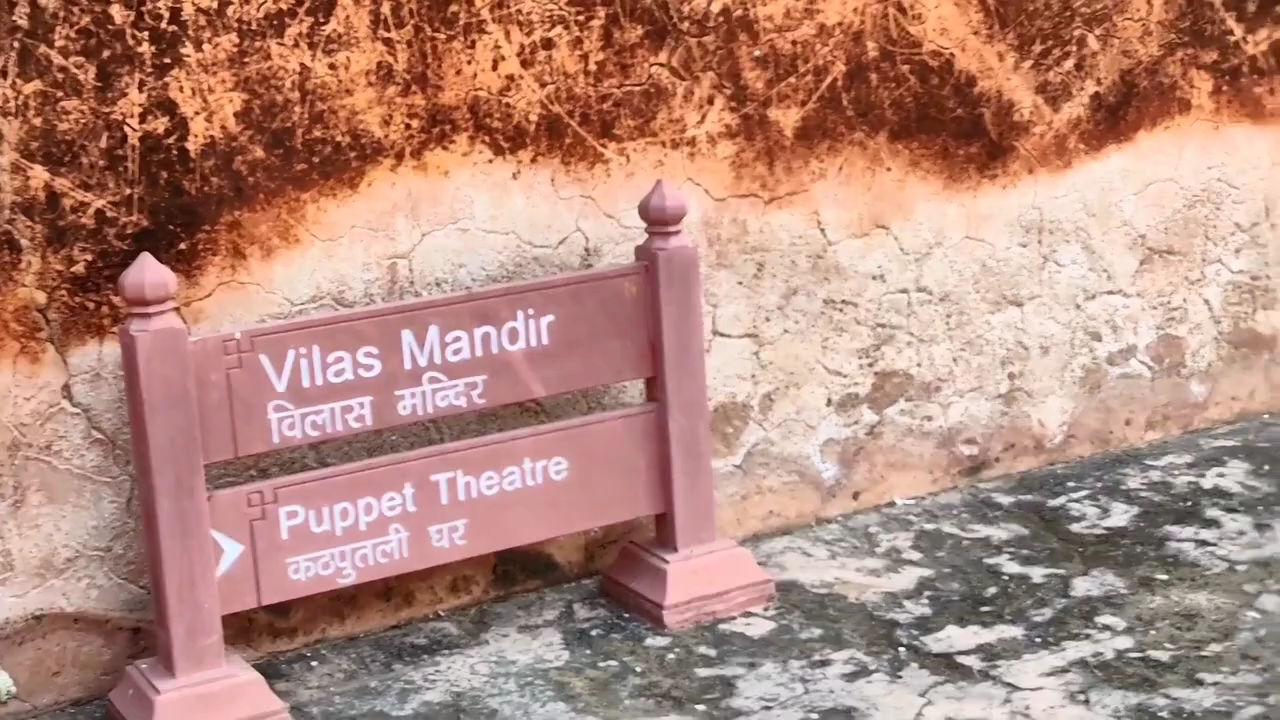 Vilas Mandir
विलास मन्दिर
Puppet Theatre
कठपुतली घर